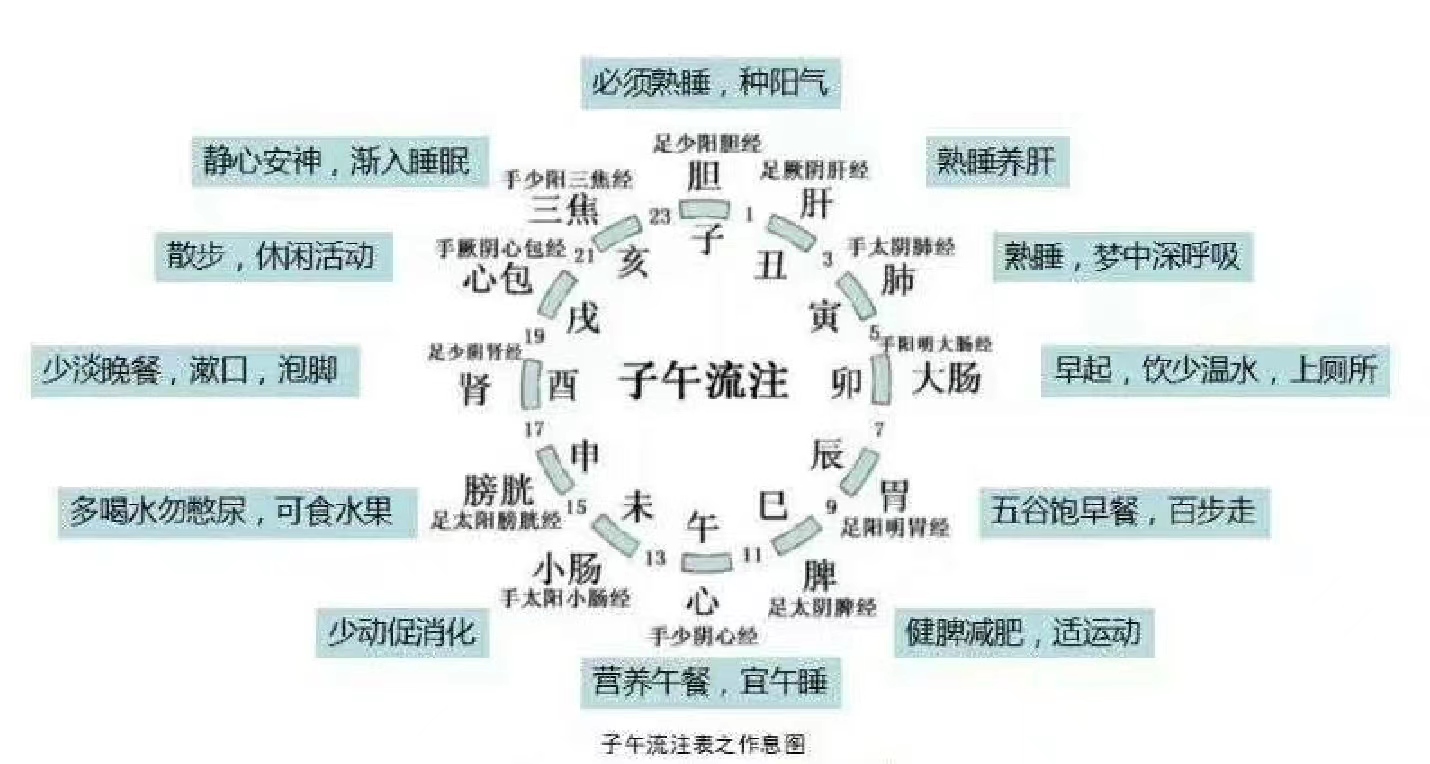 必须熟睡，种阳气
足少阳胆经
胆
子
23
1
足厥阴肝经
肝
丑
熟睡养肝
3
手太阴肺经
肺
寅
熟睡，梦中深呼吸
5
手阳明大肠经
大肠
卯
早起，饮少温水，上厕所
7
辰
胃
足阳明胃经
五谷饱早餐，百步走
9
巳
脾
足太阴脾经
健脾减肥，适运动
11
午
心
手少阴心经
营养午餐，宜午睡
13
未
小肠
手太阳小肠经
少动促消化
15
申
膀胱
足太阳膀胱经
多喝水勿憋尿，可食水果
17
足少阴肾经
肾
酉
少淡晚餐，漱口，泡脚
19
手厥阴心包经
心包
戌
散步，休闲活动
21
手少阳三焦经
三焦
亥
静心安神，渐入睡眠
子午流注
子午流注表之作息图